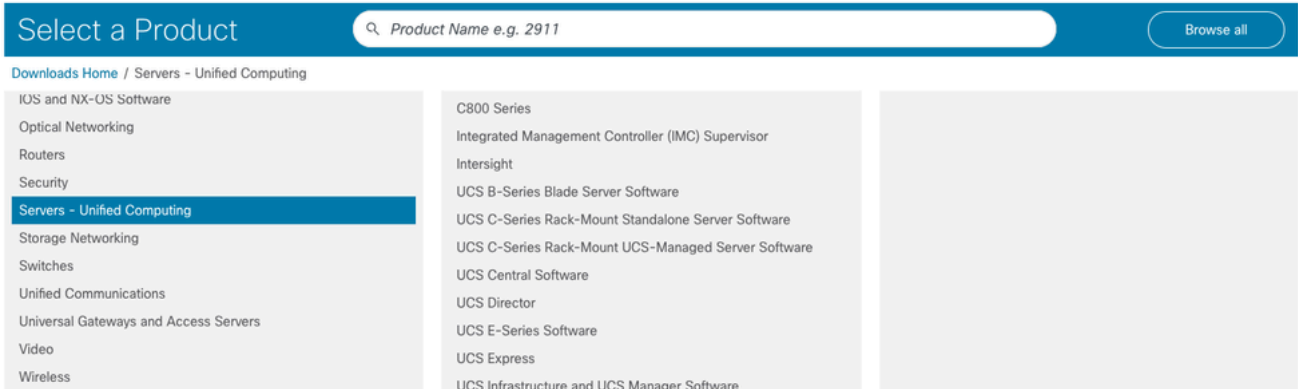 Select a Product
Product Name e.g. 2911
Browse all
Downloads Home / Servers - Unified Computing
IOS and NX-OS Software
Optical Networking
Routers
Security
Servers - Unified Computing
Storage Networking
Switches
Unified Communications
Universal Gateways and Access Servers
Video
Wireless
C800 Series
Integrated Management Controller (IMC) Supervisor
Intersight
UCS B-Series Blade Server Software
UCS C-Series Rack-Mount Standalone Server Software
UCS C-Series Rack-Mount UCS-Managed Server Software
UCS Central Software
UCS Director
UCS E-Series Software
UCS Express
UCS Infrastructure and UCS Manager Software